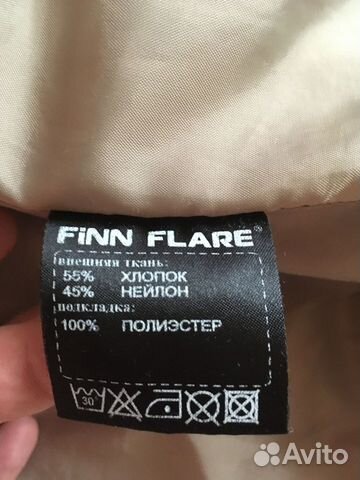 FiNN FLARE®
внешняя ткань:
55% ХЛОПОК
45% НЕЙЛОН
подкладка:
100% ПОЛИЭСТЕР
30
Avito